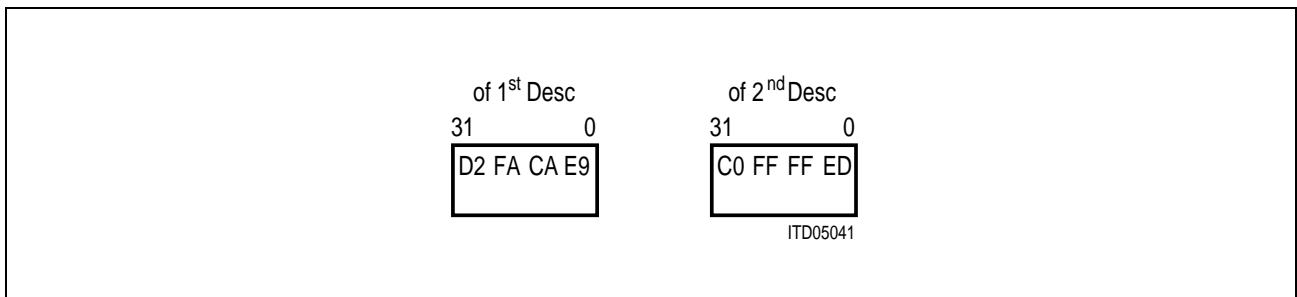 of 1st Desc of 2nd Desc
31 0 31 0
D2 FA CA E9 C0 FF FF ED
ITD05041